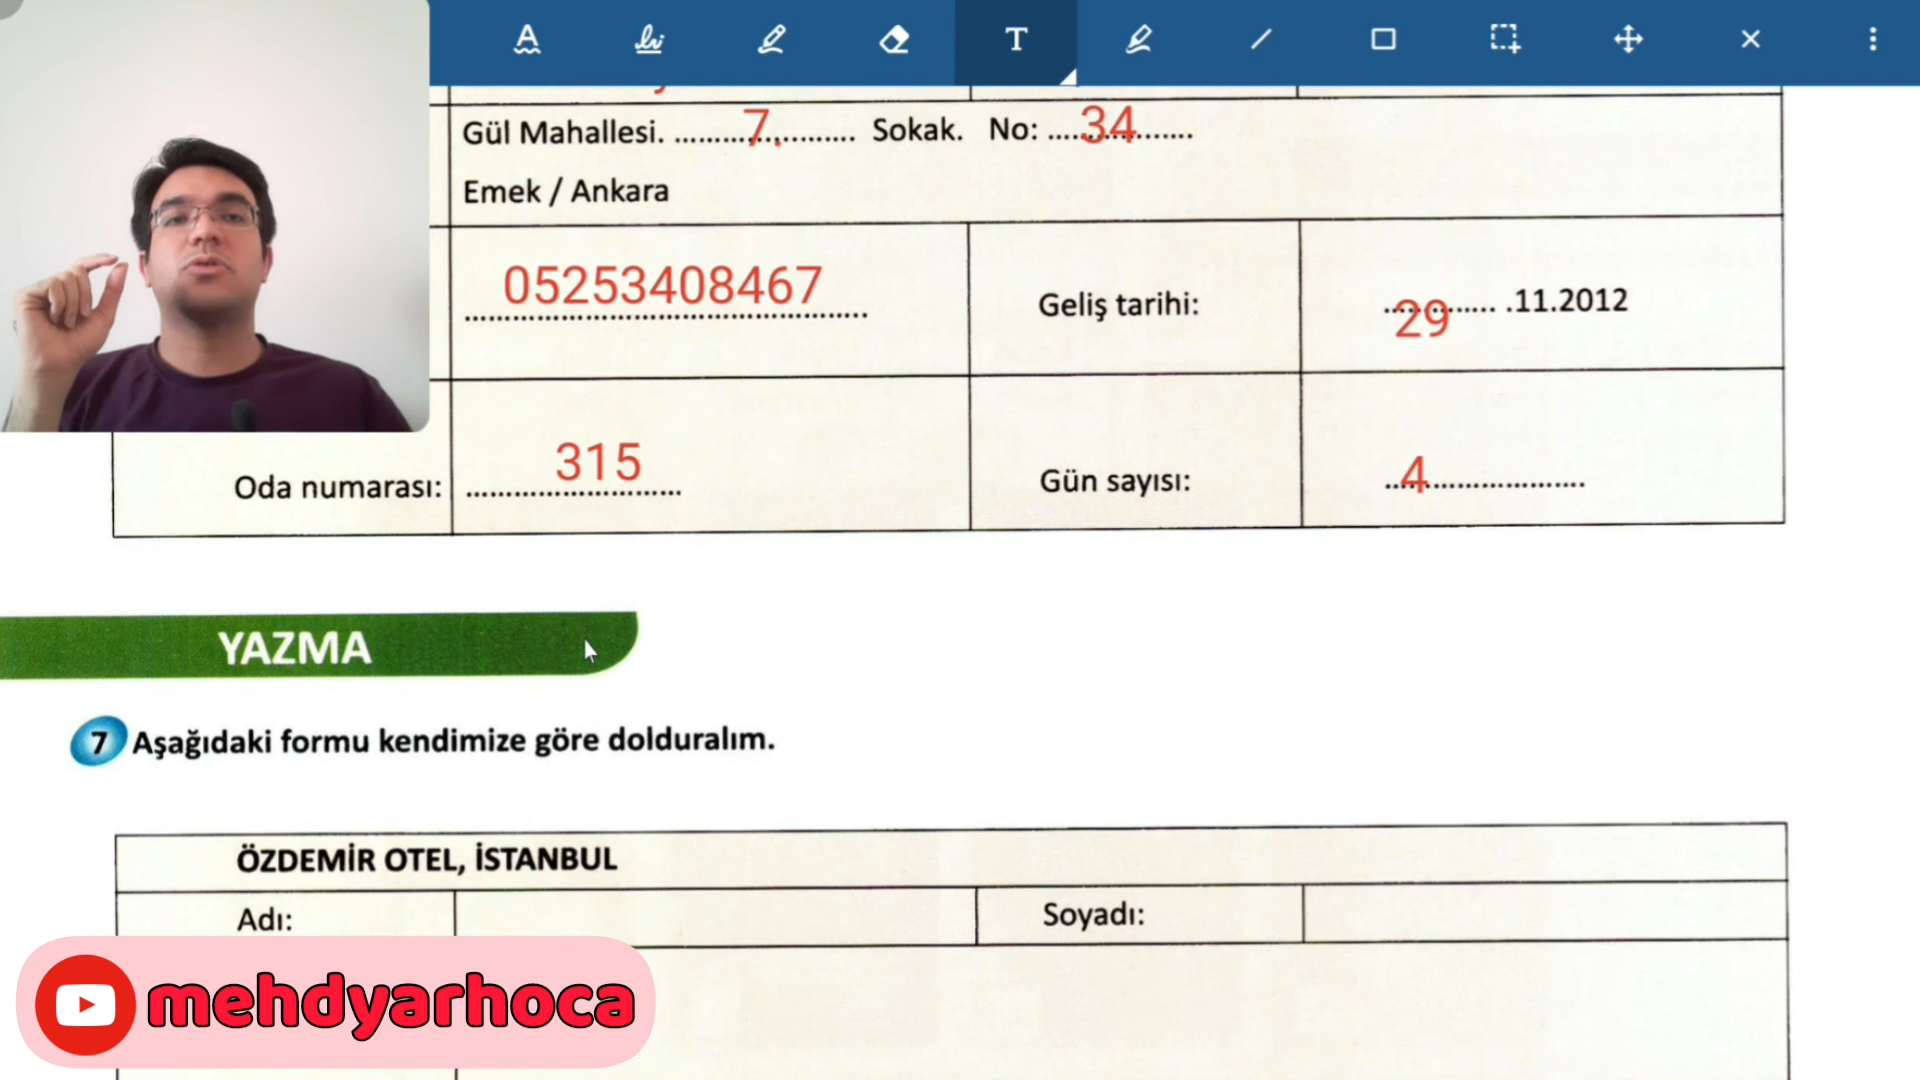 Gül Mahallesi. ..........7........... Sokak. No: ....34.......
Emek / Ankara
05253408467
Geliş tarihi: 29 .11.2012
Oda numarası: 315
Gün sayısı: 4
YAZMA
7 Aşağıdaki formu kendimize göre dolduralım.
ÖZDEMİR OTEL, İSTANBUL
Adı:
Soyadı:
mehdyarhoca